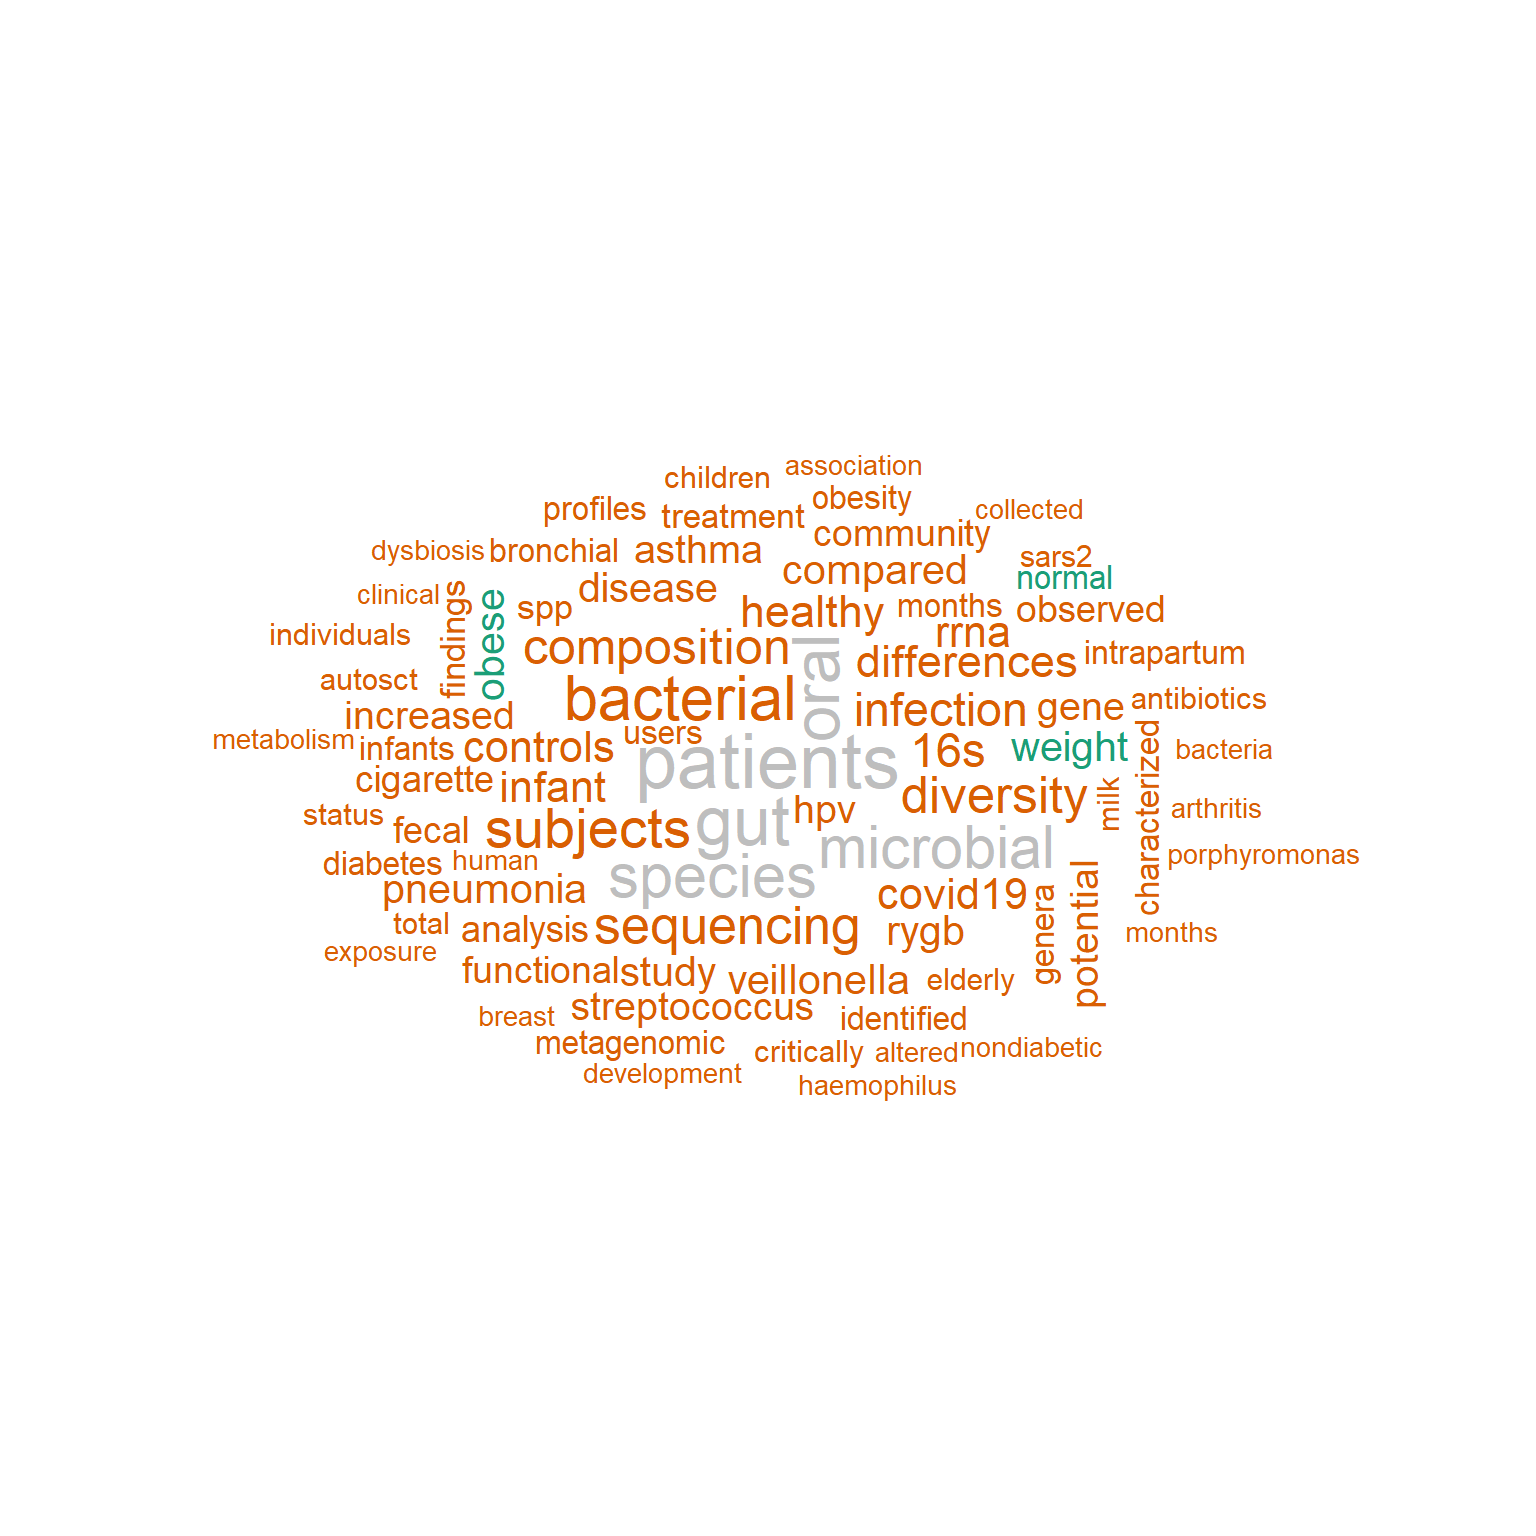 association
children
obesity
profiles
treatment
collected
community
dysbiosis
bronchial
asthma
sars2
compared
normal
clinical
disease
spp
healthy
months
observed
individuals
findings
obese
composition
oral
rrna
differences
intrapartum
autosct
bacterial
infection
gene
antibiotics
increased
metabolism
infants
controls
users
patients
16s
weight
characterized
bacteria
cigarette
infant
diversity
milk
arthritis
status
fecal
subjects
gut
hpv
microbial
diabetes
human
porphyromonas
pneumonia
species
covid19
genera
potential
total
analysis
sequencing
rygb
months
exposure
functional
study
veillonella
elderly
breast
streptococcus
identified
metagenomic
critically
altered
nondiabetic
development
haemophilus